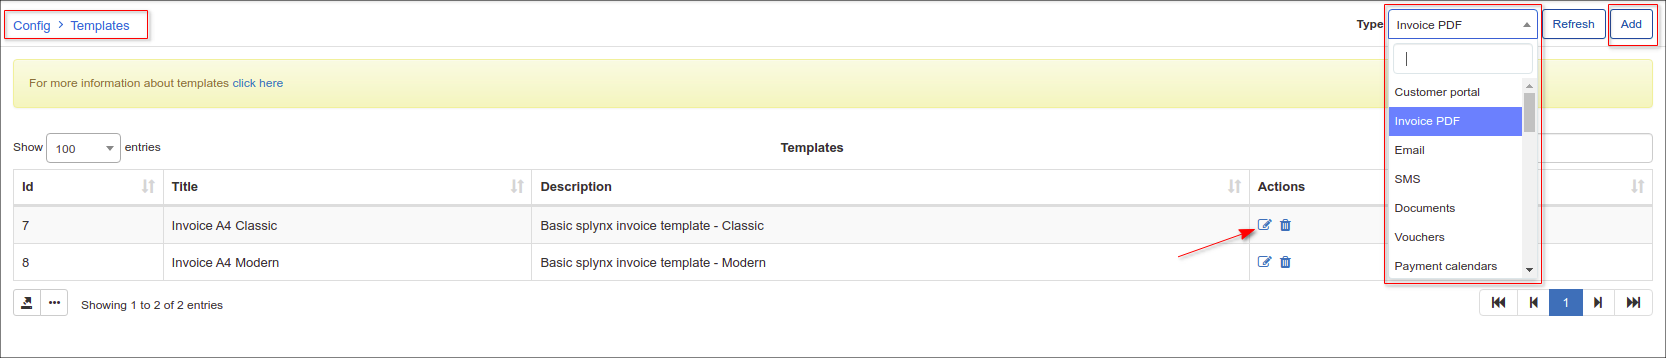 Config > Templates
Type Invoice PDF Refresh Add
For more information about templates click here
Customer portal
Invoice PDF
Email
SMS
Documents
Vouchers
Payment calendars
Show 100 entries
Templates
Id Title Description Actions
7 Invoice A4 Classic Basic splynx invoice template - Classic
8 Invoice A4 Modern Basic splynx invoice template - Modern
Showing 1 to 2 of 2 entries
1